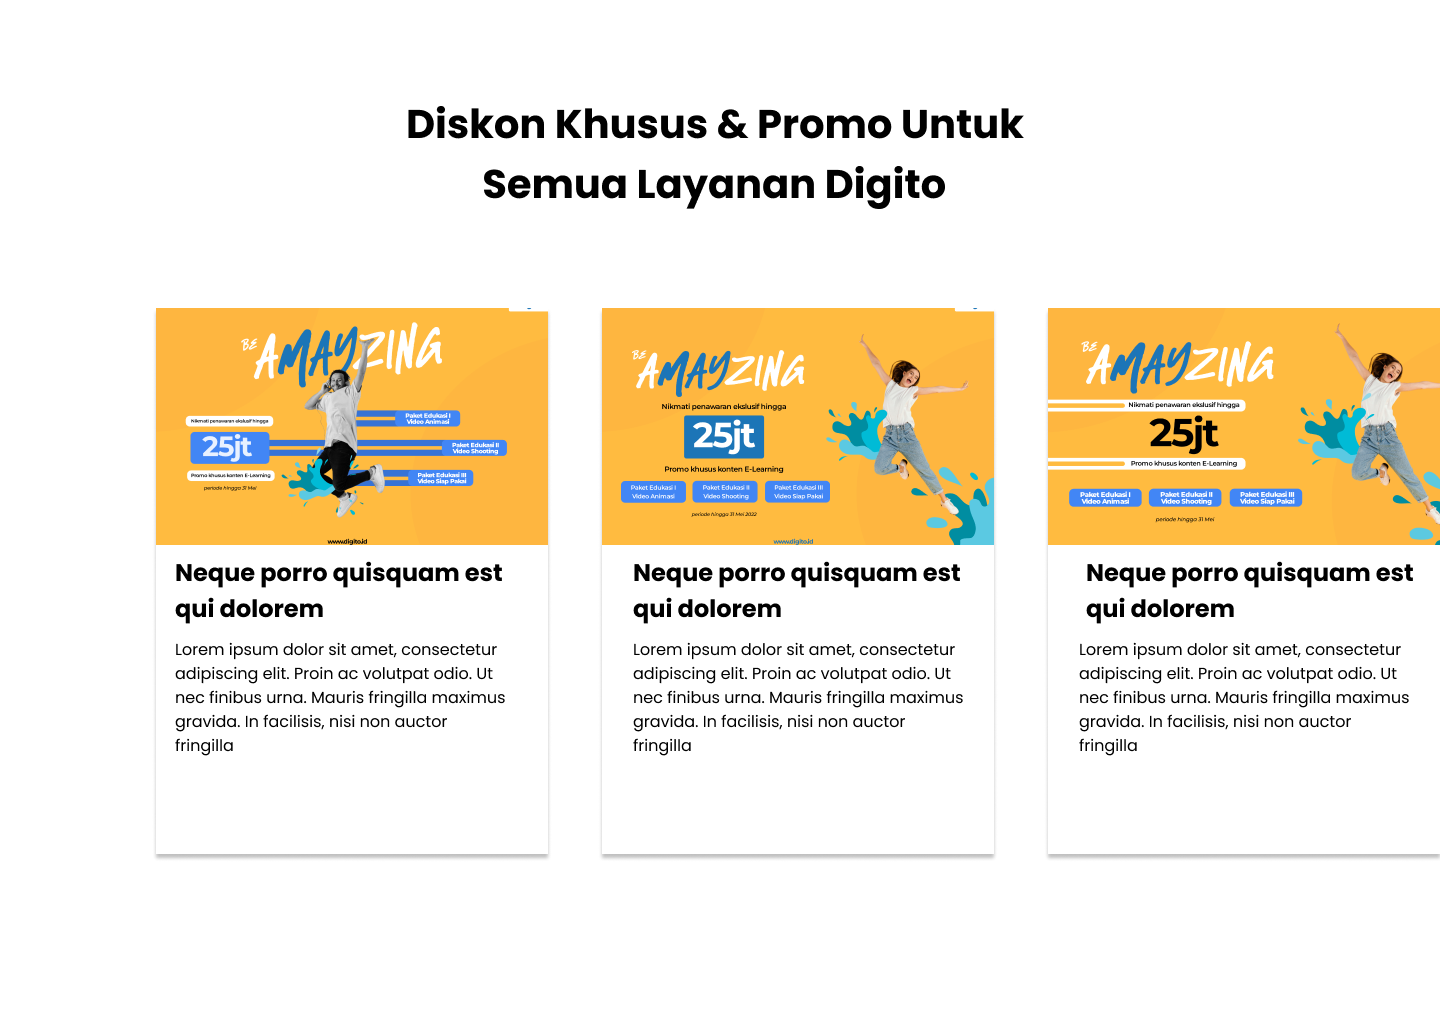 Diskon Khusus & Promo Untuk
Semua Layanan Digito
BE
AMAYZING
Nikmati penawaran ekslusif hingga
25jt
Promo khusus konten E-Learning
periode hingga 31 Mei
Paket Edukasi I
Video Animasi
Paket Edukasi II
Video Shooting
Paket Edukasi III
Video Siap Pakai
www.digito.id
Neque porro quisquam est
qui dolorem
Lorem ipsum dolor sit amet, consectetur
adipiscing elit. Proin ac volutpat odio. Ut
nec finibus urna. Mauris fringilla maximus
gravida. In facilisis, nisi non auctor
fringilla
BE
AMAYZING
Nikmati penawaran ekslusif hingga
25jt
Promo khusus konten E-Learning
Paket Edukasi I
Video Animasi
Paket Edukasi II
Video Shooting
Paket Edukasi III
Video Siap Pakai
periode hingga 31 Mei 2022
www.digito.id
Neque porro quisquam est
qui dolorem
Lorem ipsum dolor sit amet, consectetur
adipiscing elit. Proin ac volutpat odio. Ut
nec finibus urna. Mauris fringilla maximus
gravida. In facilisis, nisi non auctor
fringilla
BE
AMAYZING
Nikmati penawaran ekslusif hingga
25jt
Promo khusus konten E-Learning
Paket Edukasi I
Video Animasi
Paket Edukasi II
Video Shooting
Paket Edukasi III
Video Siap Pakai
periode hingga 31 Mei
Neque porro quisquam est
qui dolorem
Lorem ipsum dolor sit amet, consectetur
adipiscing elit. Proin ac volutpat odio. Ut
nec finibus urna. Mauris fringilla maximus
gravida. In facilisis, nisi non auctor
fringilla